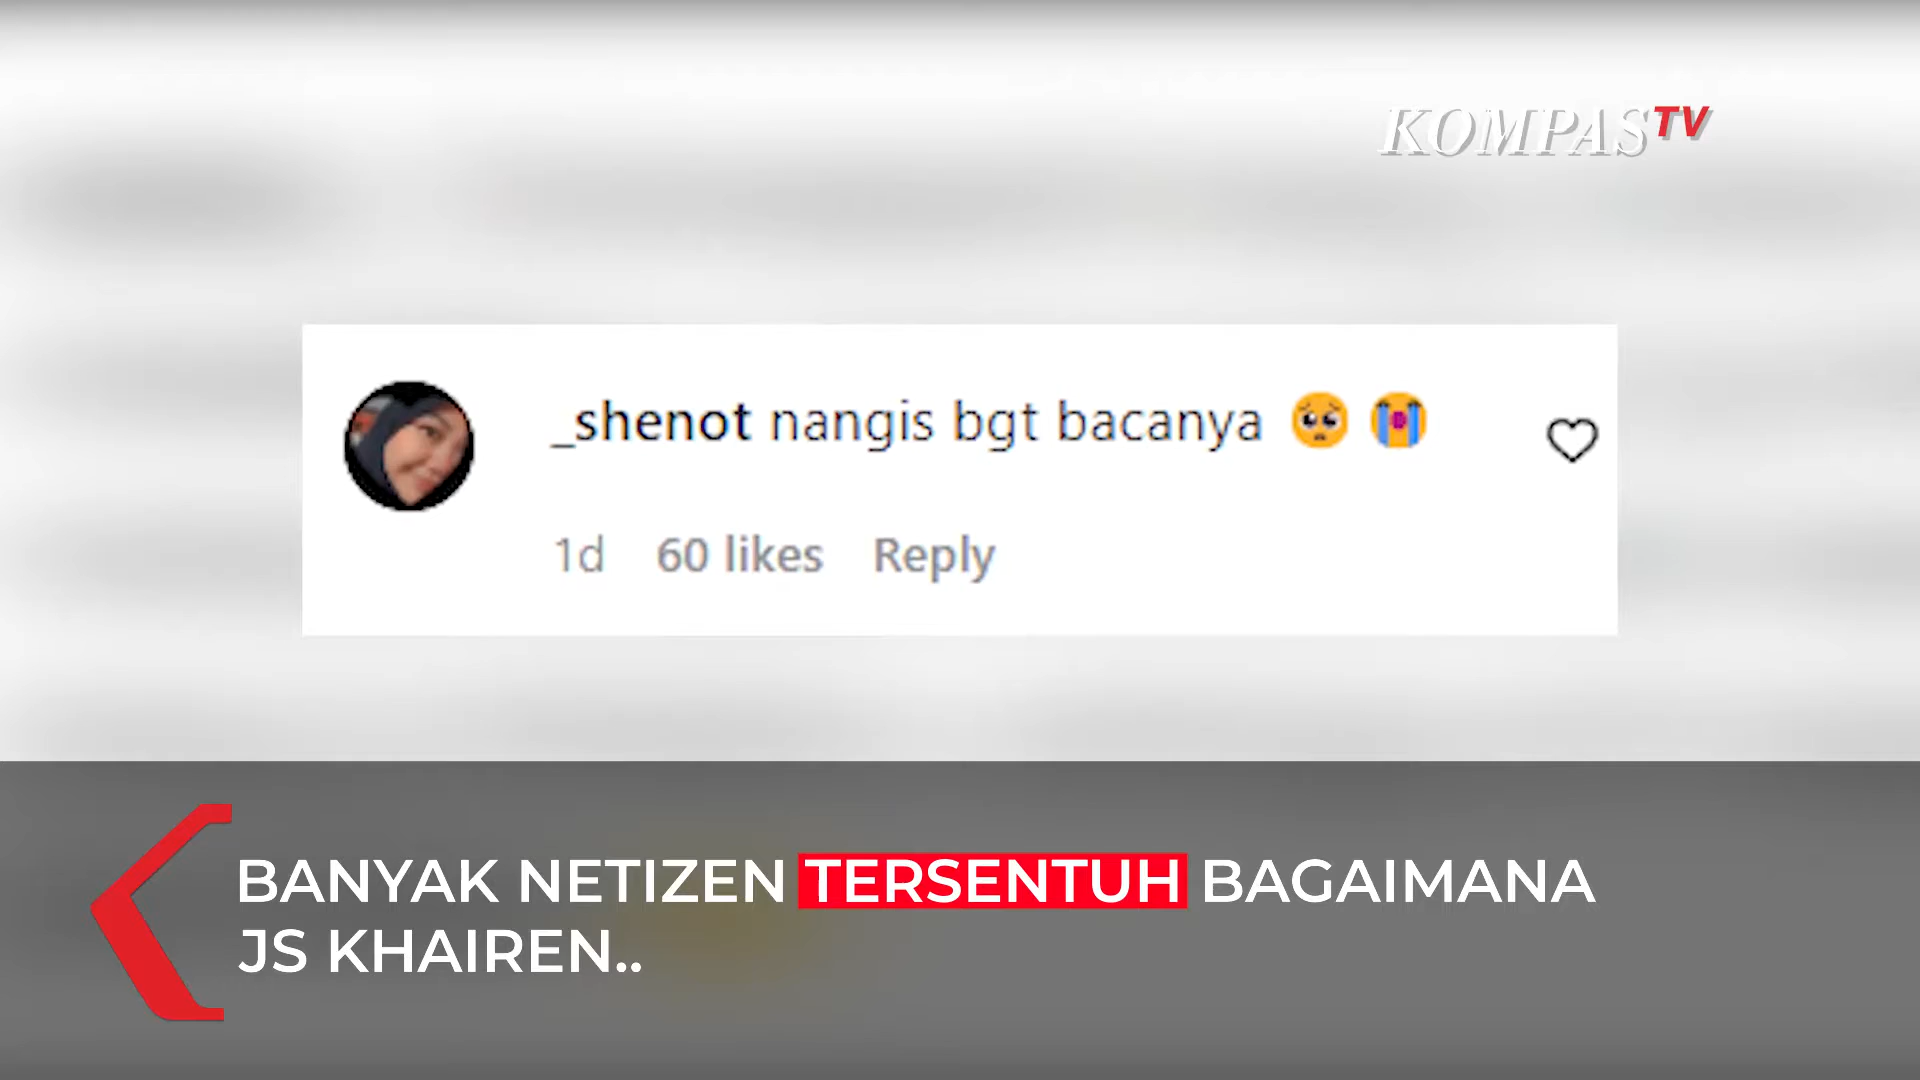 KOMPASTV
_shenot nangis bgt bacanya 🥺 😭
1d 60 likes Reply
BANYAK NETIZEN TERSENTUH BAGAIMANA
JS KHAIREN..